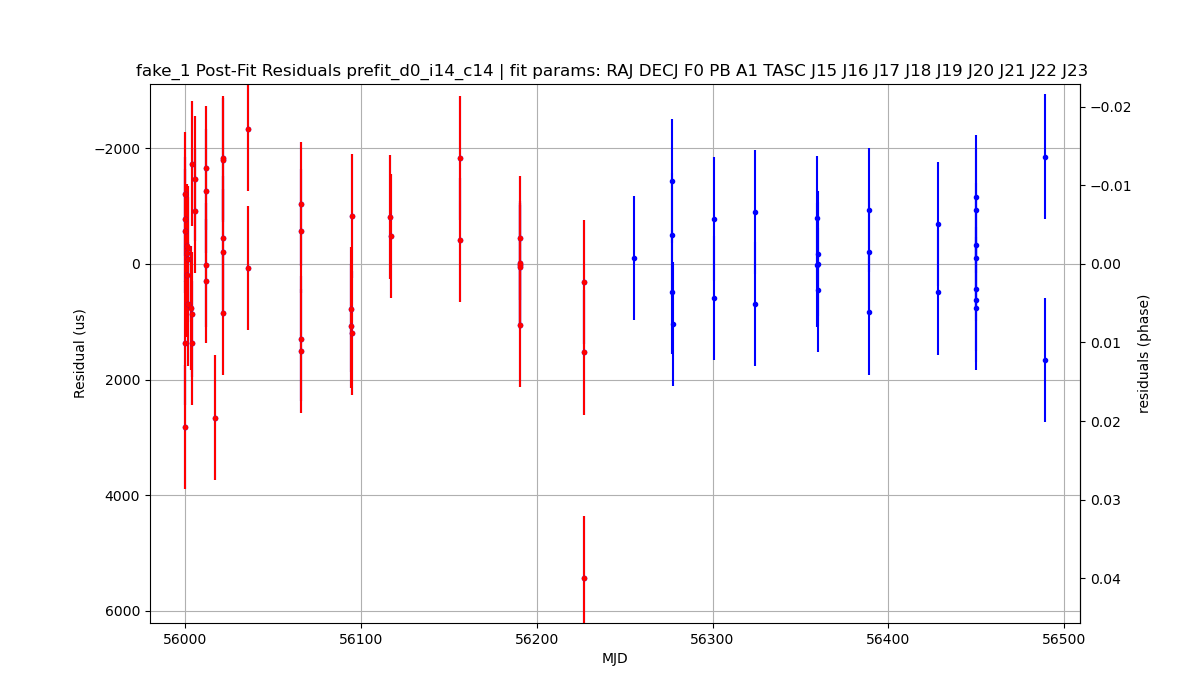 fake_1 Post-Fit Residuals prefit_d0_i14_c14 | fit params: RAJ DECJ F0 PB A1 TASC J15 J16 J17 J18 J19 J20 J21 J22 J23
−2000
0
2000
4000
6000
Residual (us)
−0.02
−0.01
0.00
0.01
0.02
0.03
0.04
residuals (phase)
56000 56100 56200 56300 56400 56500
MJD